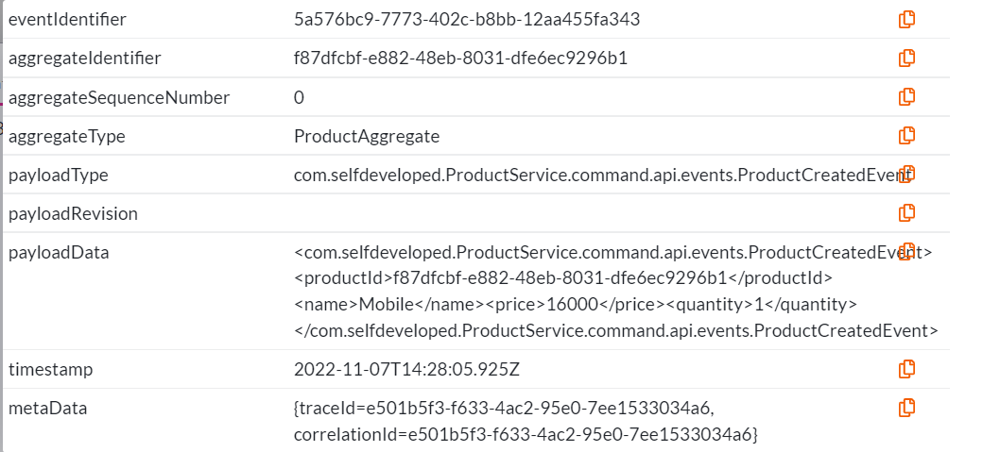 eventIdentifier 5a576bc9-7773-402c-b8bb-12aa455fa343
aggregateIdentifier f87dfcbf-e882-48eb-8031-dfe6ec9296b1
aggregateSequenceNumber 0
aggregateType ProductAggregate
payloadType com.selfdeveloped.ProductService.command.api.events.ProductCreatedEvent
payloadRevision
payloadData <com.selfdeveloped.ProductService.command.api.events.ProductCreatedEvent>
<productId>f87dfcbf-e882-48eb-8031-dfe6ec9296b1</productId>
<name>Mobile</name><price>16000</price><quantity>1</quantity>
</com.selfdeveloped.ProductService.command.api.events.ProductCreatedEvent>
timestamp 2022-11-07T14:28:05.925Z
metaData {traceId=e501b5f3-f633-4ac2-95e0-7ee1533034a6,
correlationId=e501b5f3-f633-4ac2-95e0-7ee1533034a6}